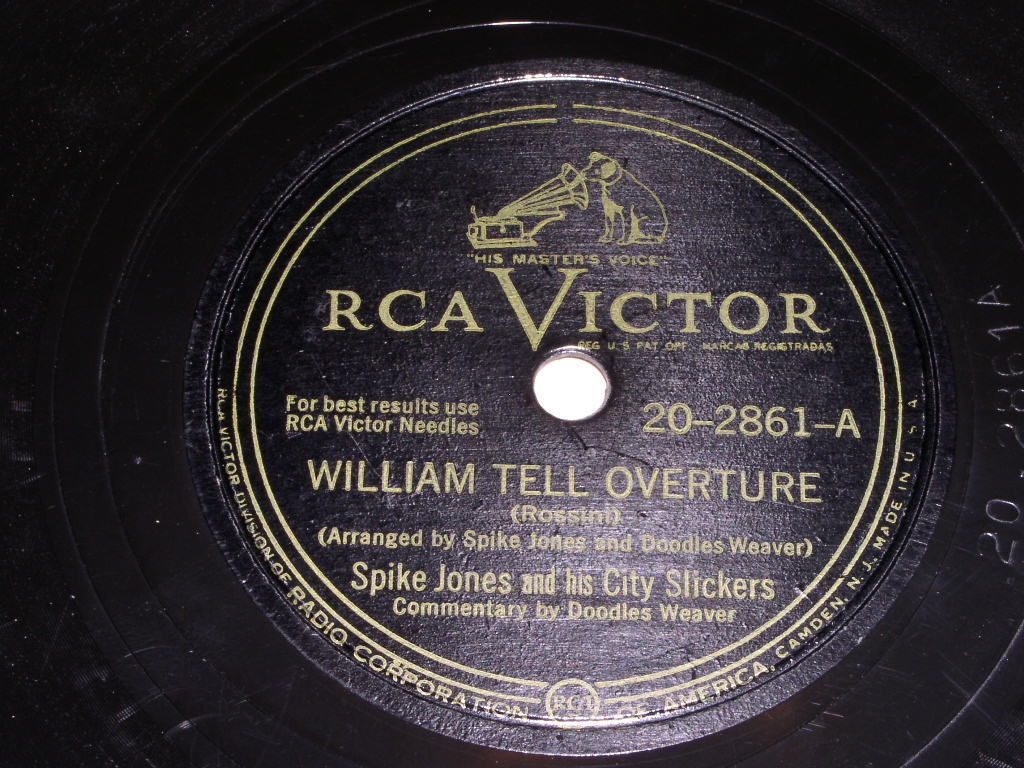 "HIS MASTER'S VOICE"
RCA VICTOR
REG U S PAT OFF MARCAS REGISTRADAS
For best results use
RCA Victor Needles
20-2861-A
WILLIAM TELL OVERTURE
(Rossini)
(Arranged by Spike Jones and Doodles Weaver)
Spike Jones and his City Slickers
Commentary by Doodles Weaver
RCA VICTOR DIVISION OF RADIO CORPORATION OF AMERICA, CAMDEN, N. J. MADE IN U S A.
RCA
20 2861 A